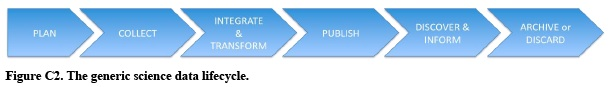 PLAN
COLLECT
INTEGRATE
&
TRANSFORM
PUBLISH
DISCOVER &
INFORM
ARCHIVE or
DISCARD
Figure C2. The generic science data lifecycle.